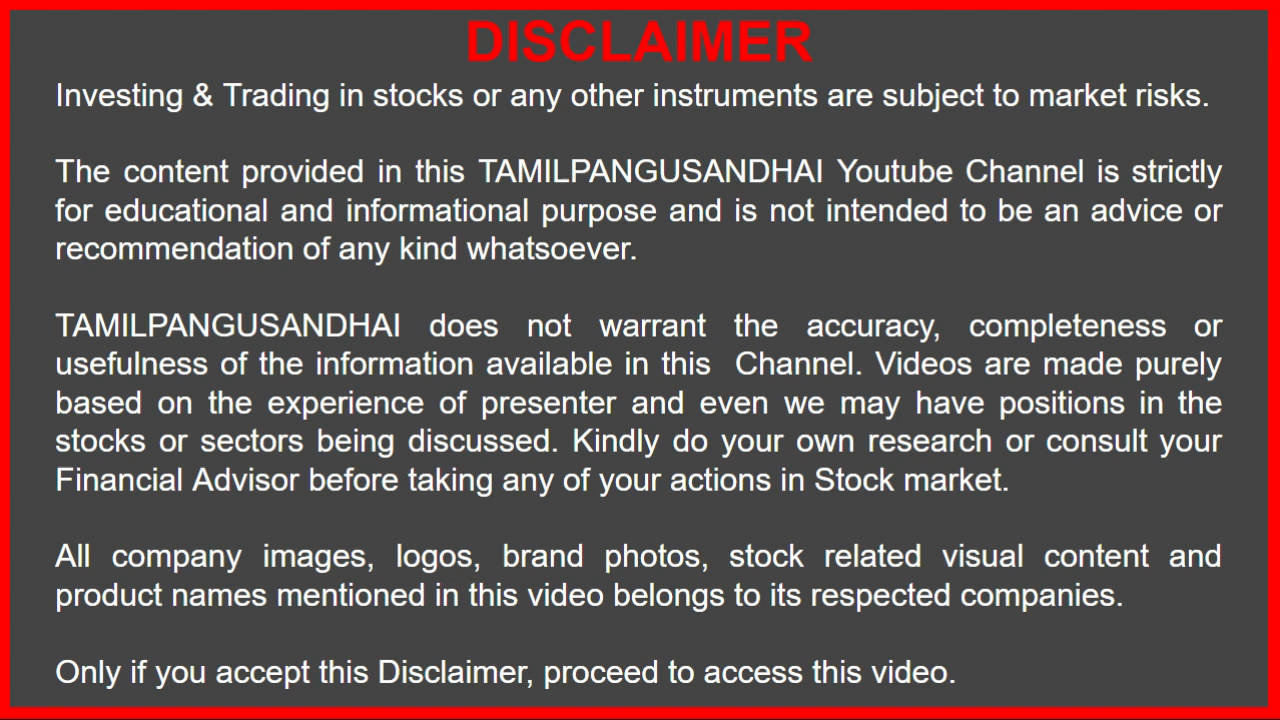 DISCLAIMER
Investing & Trading in stocks or any other instruments are subject to market risks.
The content provided in this TAMILPANGUSANDHAI Youtube Channel is strictly
for educational and informational purpose and is not intended to be an advice or
recommendation of any kind whatsoever.
TAMILPANGUSANDHAI does not warrant the accuracy, completeness or
usefulness of the information available in this Channel. Videos are made purely
based on the experience of presenter and even we may have positions in the
stocks or sectors being discussed. Kindly do your own research or consult your
Financial Advisor before taking any of your actions in Stock market.
All company images, logos, brand photos, stock related visual content and
product names mentioned in this video belongs to its respected companies.
Only if you accept this Disclaimer, proceed to access this video.